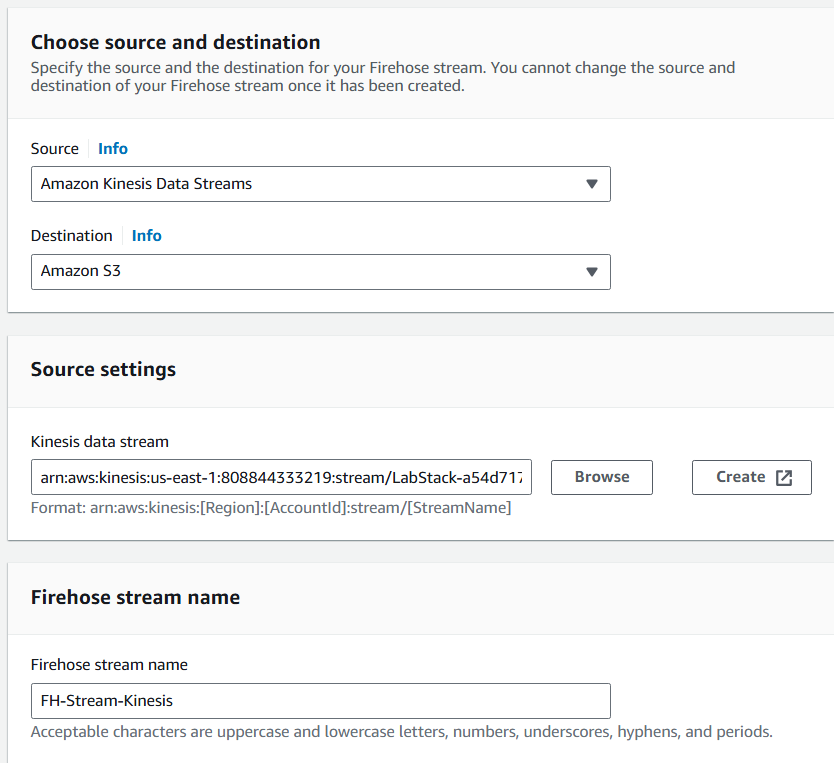 Choose source and destination
Specify the source and the destination for your Firehose stream. You cannot change the source and
destination of your Firehose stream once it has been created.
Source Info
Amazon Kinesis Data Streams
Destination Info
Amazon S3
Source settings
Kinesis data stream
arn:aws:kinesis:us-east-1:808844333219:stream/LabStack-a54d717 Browse Create
Format: arn:aws:kinesis:[Region]:[AccountId]:stream/[StreamName]
Firehose stream name
Firehose stream name
FH-Stream-Kinesis
Acceptable characters are uppercase and lowercase letters, numbers, underscores, hyphens, and periods.